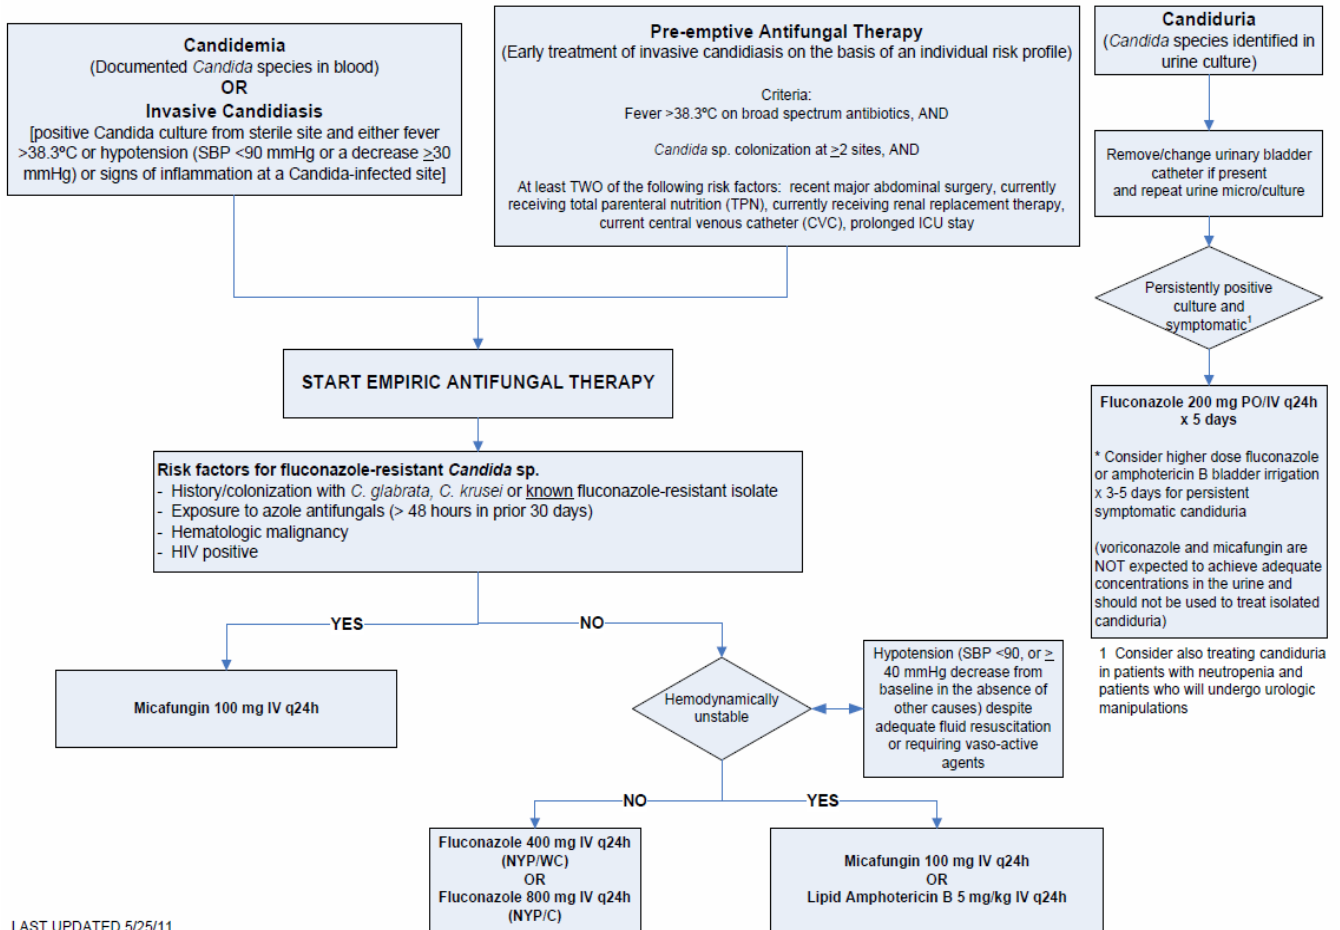 Candidemia
(Documented Candida species in blood)
OR
Invasive Candidiasis
[positive Candida culture from sterile site and either fever
>38.3ºC or hypotension (SBP <90 mmHg or a decrease ≥30
mmHg) or signs of inflammation at a Candida-infected site]
Pre-emptive Antifungal Therapy
(Early treatment of invasive candidiasis on the basis of an individual risk profile)
Criteria:
Fever >38.3ºC on broad spectrum antibiotics, AND
Candida sp. colonization at ≥2 sites, AND
At least TWO of the following risk factors: recent major abdominal surgery, currently
receiving total parenteral nutrition (TPN), currently receiving renal replacement therapy,
current central venous catheter (CVC), prolonged ICU stay
Candiduria
(Candida species identified in
urine culture)
Remove/change urinary bladder
catheter if present
and repeat urine micro/culture
Persistently positive
culture and
symptomatic1
START EMPIRIC ANTIFUNGAL THERAPY
Fluconazole 200 mg PO/IV q24h
x 5 days
* Consider higher dose fluconazole
or amphotericin B bladder irrigation
x 3-5 days for persistent
symptomatic candiduria
(voriconazole and micafungin are
NOT expected to achieve adequate
concentrations in the urine and
should not be used to treat isolated
candiduria)
1 Consider also treating candiduria
in patients with neutropenia and
patients who will undergo urologic
manipulations
Risk factors for fluconazole-resistant Candida sp.
- History/colonization with C. glabrata, C. krusei or known fluconazole-resistant isolate
- Exposure to azole antifungals (> 48 hours in prior 30 days)
- Hematologic malignancy
- HIV positive
YES
NO
Micafungin 100 mg IV q24h
Hemodynamically
unstable
Hypotension (SBP <90, or ≥
40 mmHg decrease from
baseline in the absence of
other causes) despite
adequate fluid resuscitation
or requiring vaso-active
agents
NO
YES
Fluconazole 400 mg IV q24h
(NYP/WC)
OR
Fluconazole 800 mg IV q24h
(NYP/C)
Micafungin 100 mg IV q24h
OR
Lipid Amphotericin B 5 mg/kg IV q24h
LAST UPDATED 5/25/11